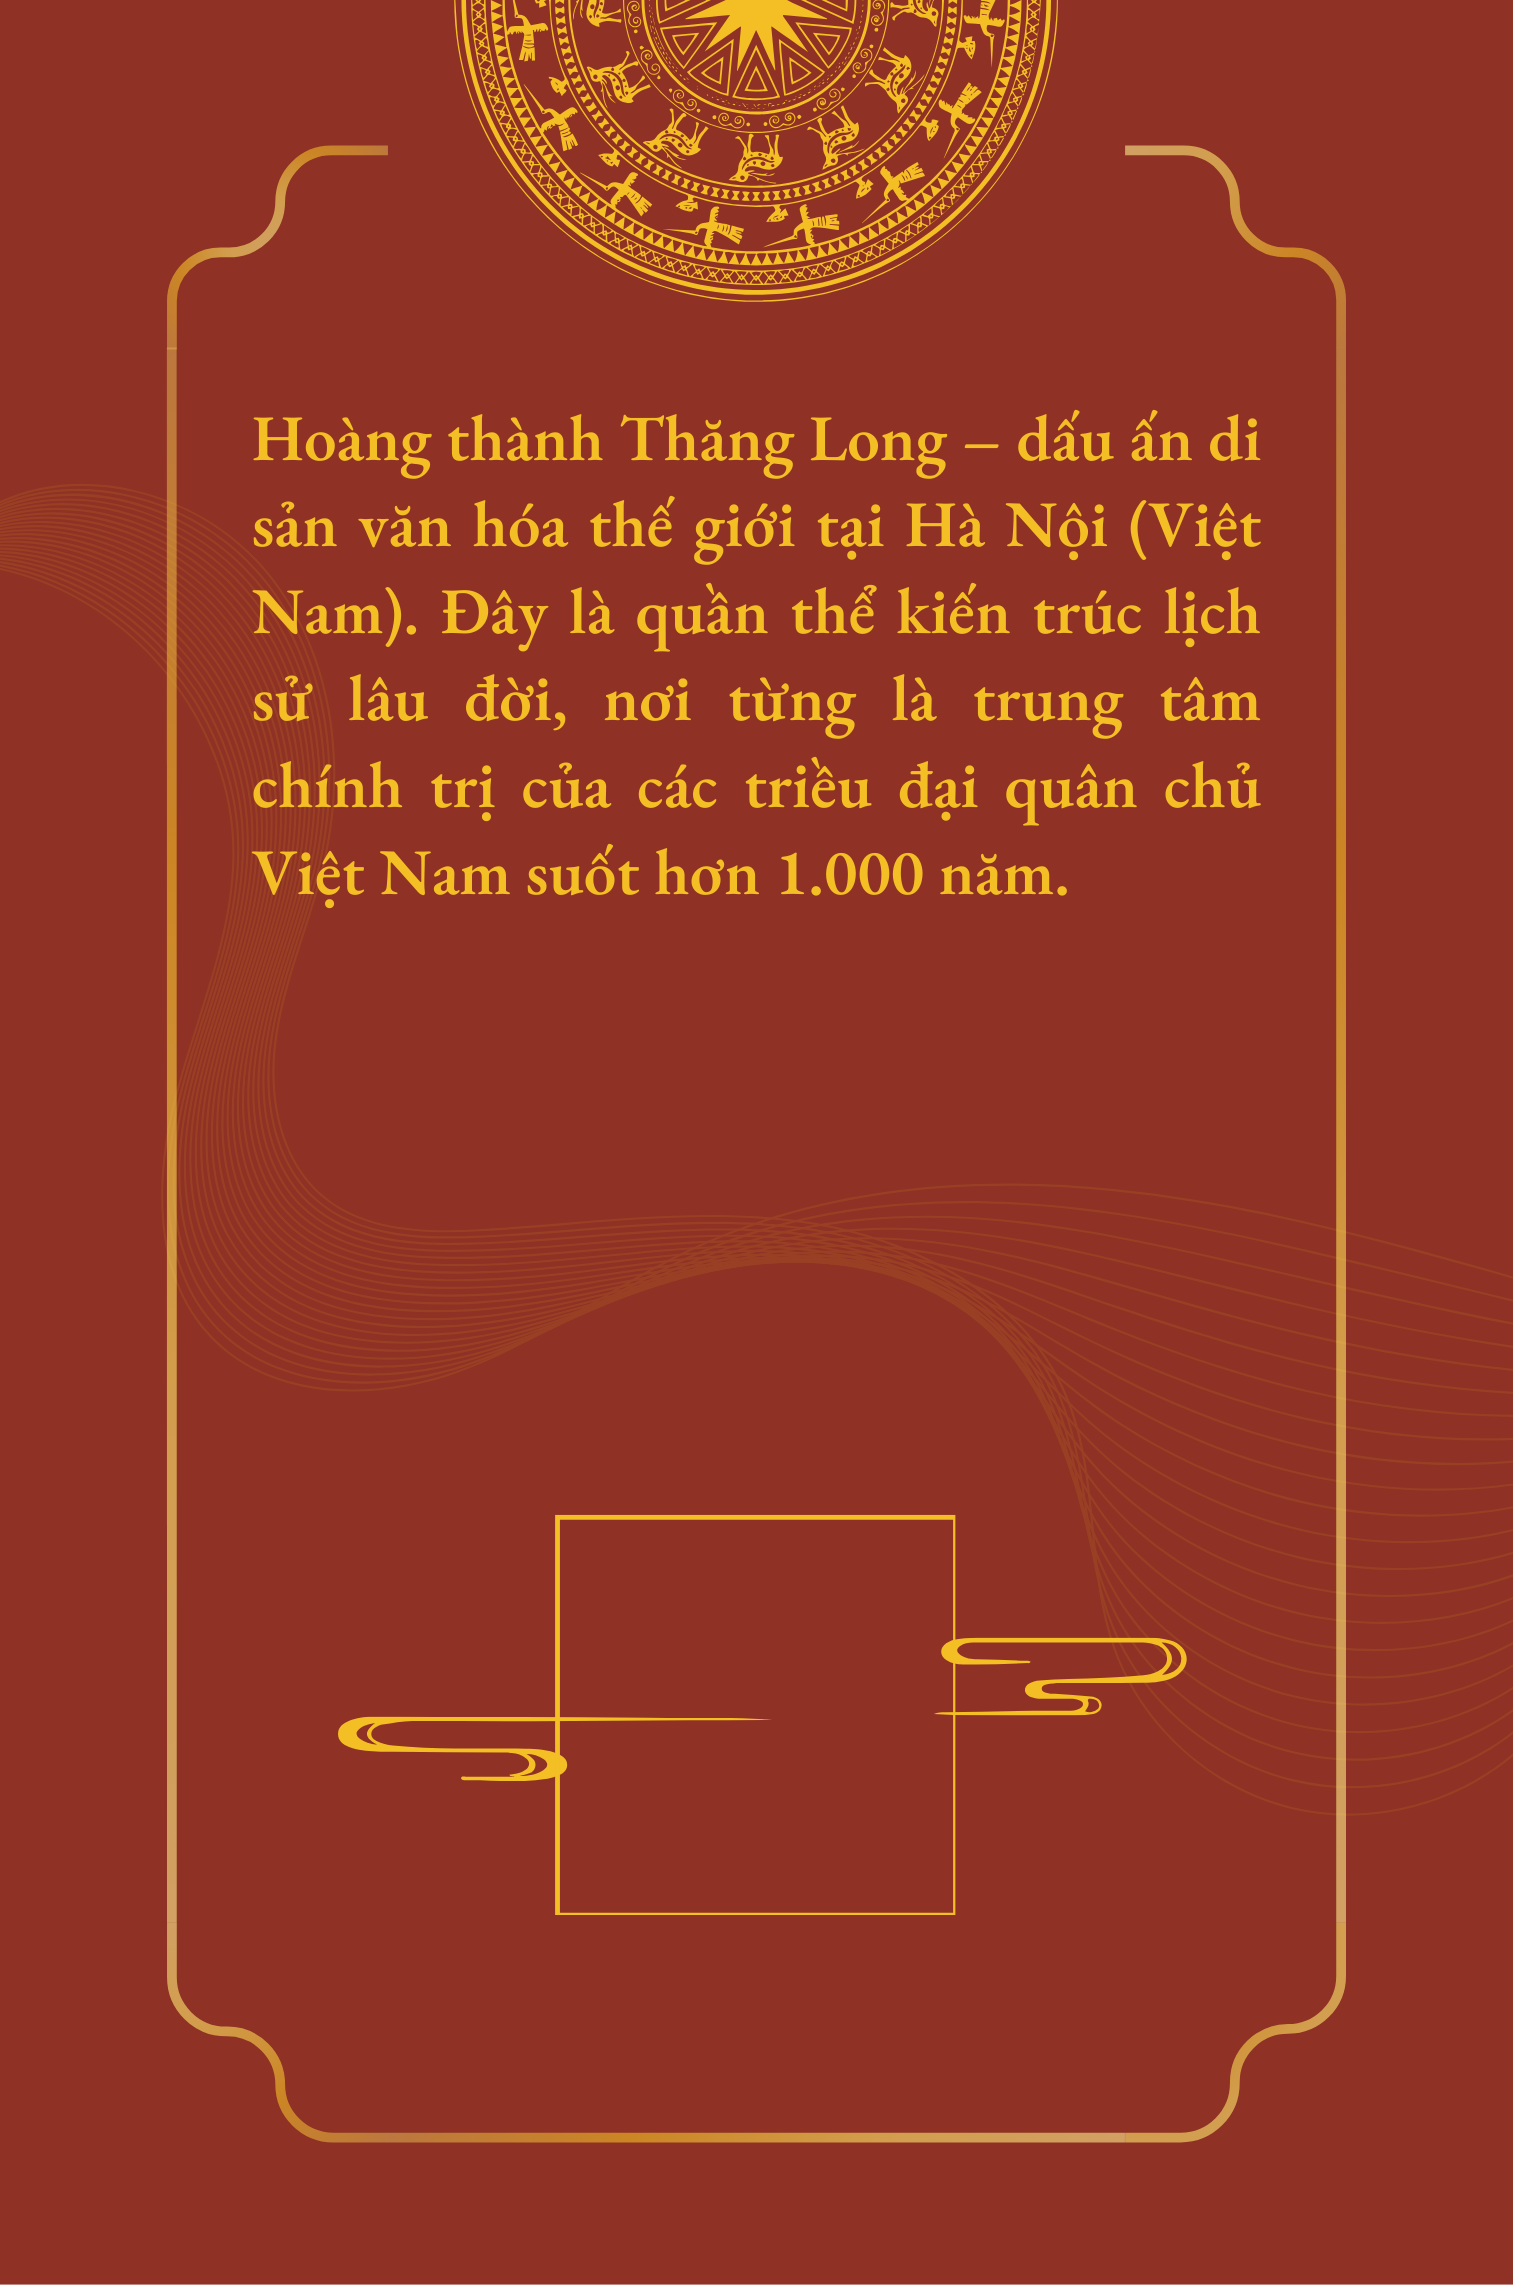 Hoàng thành Thăng Long – dấu ấn di
sản văn hóa thế giới tại Hà Nội (Việt
Nam). Đây là quần thể kiến trúc lịch
sử lâu đời, nơi từng là trung tâm
chính trị của các triều đại quân chủ
Việt Nam suốt hơn 1.000 năm.